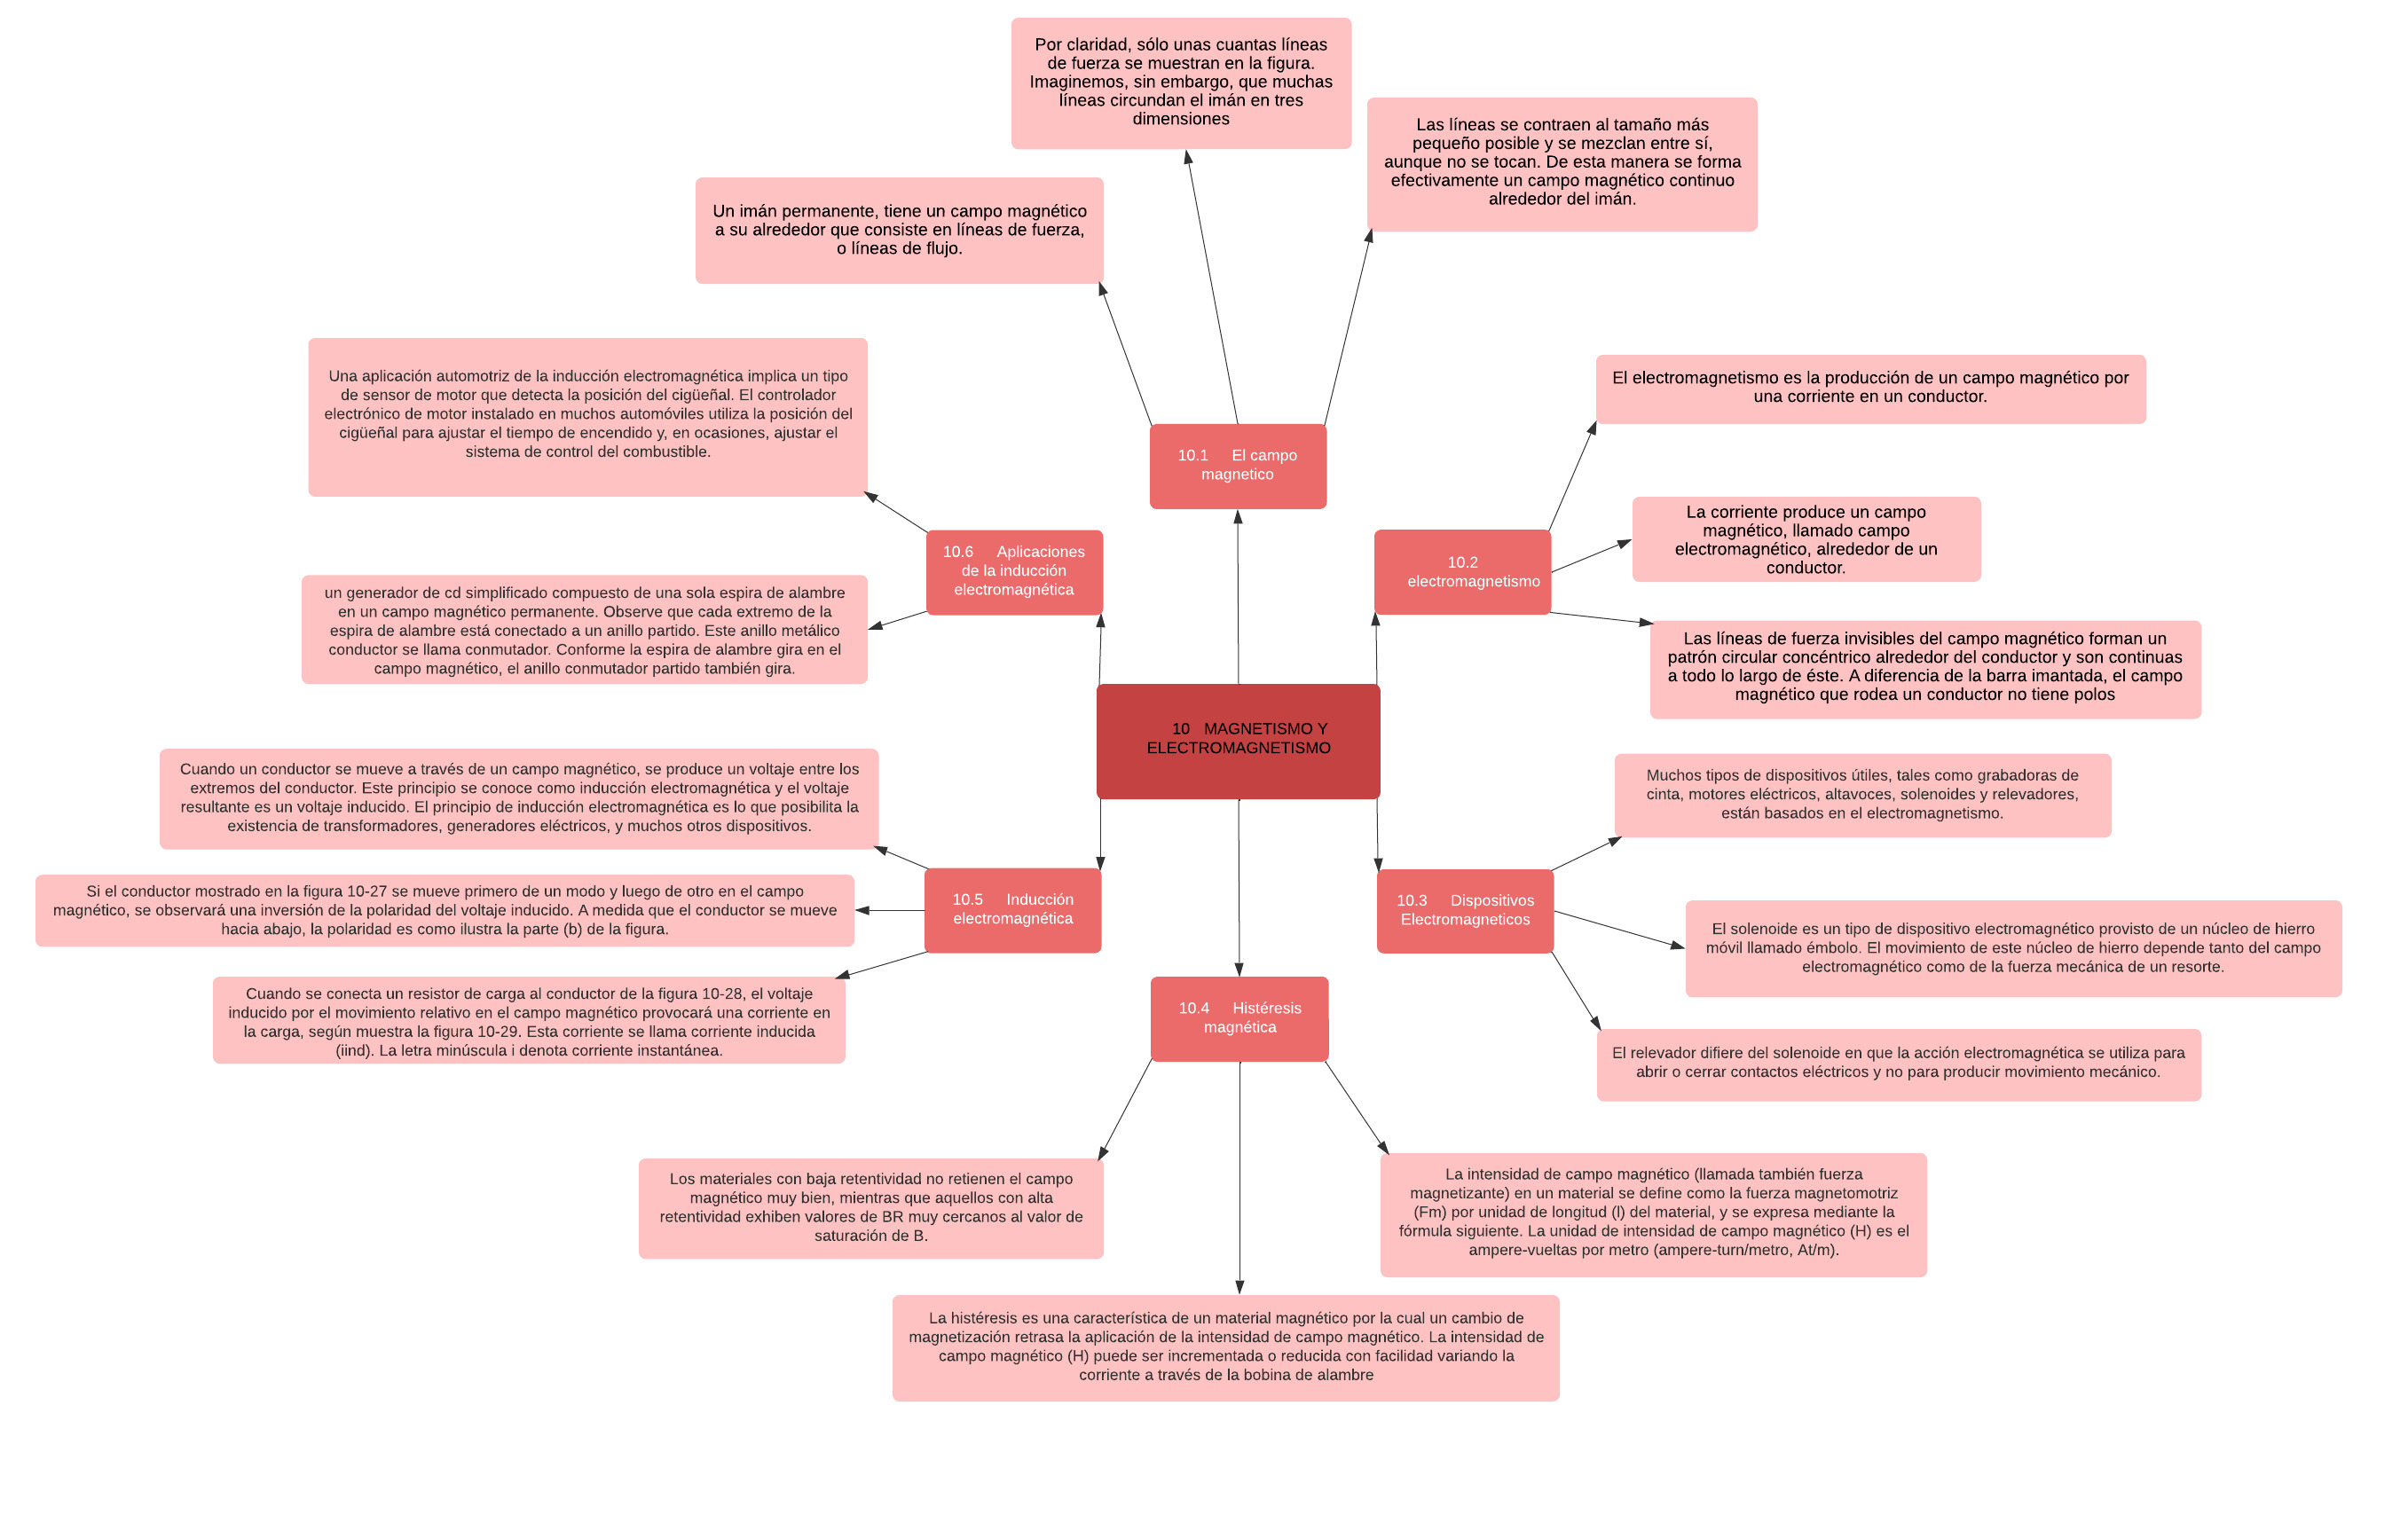 Por claridad, sólo unas cuantas líneas
de fuerza se muestran en la figura.
Imaginemos, sin embargo, que muchas
líneas circundan el imán en tres
dimensiones
Las líneas se contraen al tamaño más
pequeño posible y se mezclan entre sí,
aunque no se tocan. De esta manera se forma
efectivamente un campo magnético continuo
alrededor del imán.
Un imán permanente, tiene un campo magnético
a su alrededor que consiste en líneas de fuerza,
o líneas de flujo.
Una aplicación automotriz de la inducción electromagnética implica un tipo
de sensor de motor que detecta la posición del cigüeñal. El controlador
electrónico de motor instalado en muchos automóviles utiliza la posición del
cigüeñal para ajustar el tiempo de encendido y, en ocasiones, ajustar el
sistema de control del combustible.
El electromagnetismo es la producción de un campo magnético por
una corriente en un conductor.
10.1 El campo
magnetico
La corriente produce un campo
magnético, llamado campo
electromagnético, alrededor de un
conductor.
10.6 Aplicaciones
de la inducción
electromagnética
10.2
electromagnetismo
un generador de cd simplificado compuesto de una sola espira de alambre
en un campo magnético permanente. Observe que cada extremo de la
espira de alambre está conectado a un anillo partido. Este anillo metálico
conductor se llama conmutador. Conforme la espira de alambre gira en el
campo magnético, el anillo conmutador partido también gira.
Las líneas de fuerza invisibles del campo magnético forman un
patrón circular concéntrico alrededor del conductor y son continuas
a todo lo largo de éste. A diferencia de la barra imantada, el campo
magnético que rodea un conductor no tiene polos
10 MAGNETISMO Y
ELECTROMAGNETISMO
Cuando un conductor se mueve a través de un campo magnético, se produce un voltaje entre los
extremos del conductor. Este principio se conoce como inducción electromagnética y el voltaje
resultante es un voltaje inducido. El principio de inducción electromagnética es lo que posibilita la
existencia de transformadores, generadores eléctricos, y muchos otros dispositivos.
Muchos tipos de dispositivos útiles, tales como grabadoras de
cinta, motores eléctricos, altavoces, solenoides y relevadores,
están basados en el electromagnetismo.
Si el conductor mostrado en la figura 10-27 se mueve primero de un modo y luego de otro en el campo
magnético, se observará una inversión de la polaridad del voltaje inducido. A medida que el conductor se mueve
hacia abajo, la polaridad es como ilustra la parte (b) de la figura.
10.5 Inducción
electromagnética
10.3 Dispositivos
Electromagneticos
El solenoide es un tipo de dispositivo electromagnético provisto de un núcleo de hierro
móvil llamado émbolo. El movimiento de este núcleo de hierro depende tanto del campo
electromagnético como de la fuerza mecánica de un resorte.
Cuando se conecta un resistor de carga al conductor de la figura 10-28, el voltaje
inducido por el movimiento relativo en el campo magnético provocará una corriente en
la carga, según muestra la figura 10-29. Esta corriente se llama corriente inducida
(iind). La letra minúscula i denota corriente instantánea.
10.4 Histéresis
magnética
El relevador difiere del solenoide en que la acción electromagnética se utiliza para
abrir o cerrar contactos eléctricos y no para producir movimiento mecánico.
Los materiales con baja retentividad no retienen el campo
magnético muy bien, mientras que aquellos con alta
retentividad exhiben valores de BR muy cercanos al valor de
saturación de B.
La intensidad de campo magnético (llamada también fuerza
magnetizante) en un material se define como la fuerza magnetomotriz
(Fm) por unidad de longitud (l) del material, y se expresa mediante la
fórmula siguiente. La unidad de intensidad de campo magnético (H) es el
ampere-vueltas por metro (ampere-turn/metro, At/m).
La histéresis es una característica de un material magnético por la cual un cambio de
magnetización retrasa la aplicación de la intensidad de campo magnético. La intensidad de
campo magnético (H) puede ser incrementada o reducida con facilidad variando la
corriente a través de la bobina de alambre